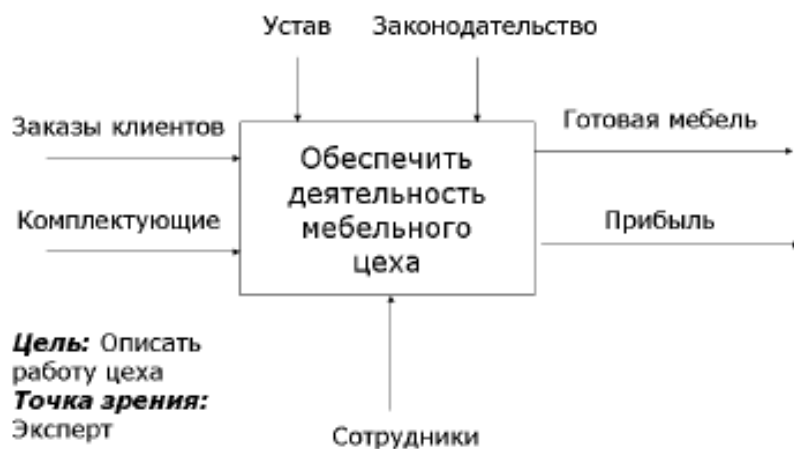 Устав
Законодательство
Заказы клиентов
Готовая мебель
Обеспечить
деятельность
мебельного
цеха
Комплектующие
Прибыль
Цель: Описать
работу цеха
Точка зрения:
Эксперт
Сотрудники